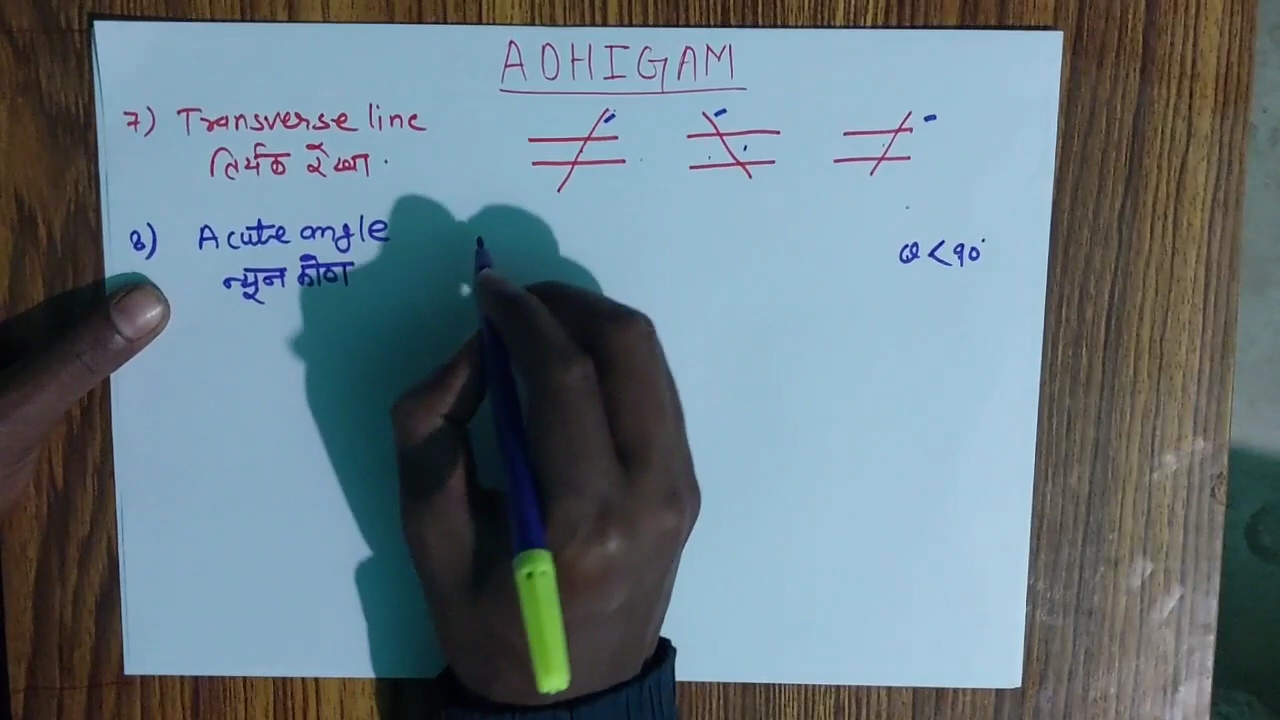 ADHIGAM
7) Transverse line
तिर्यक रेखा.
8) Acute angle
न्यून कोण
θ < 90°